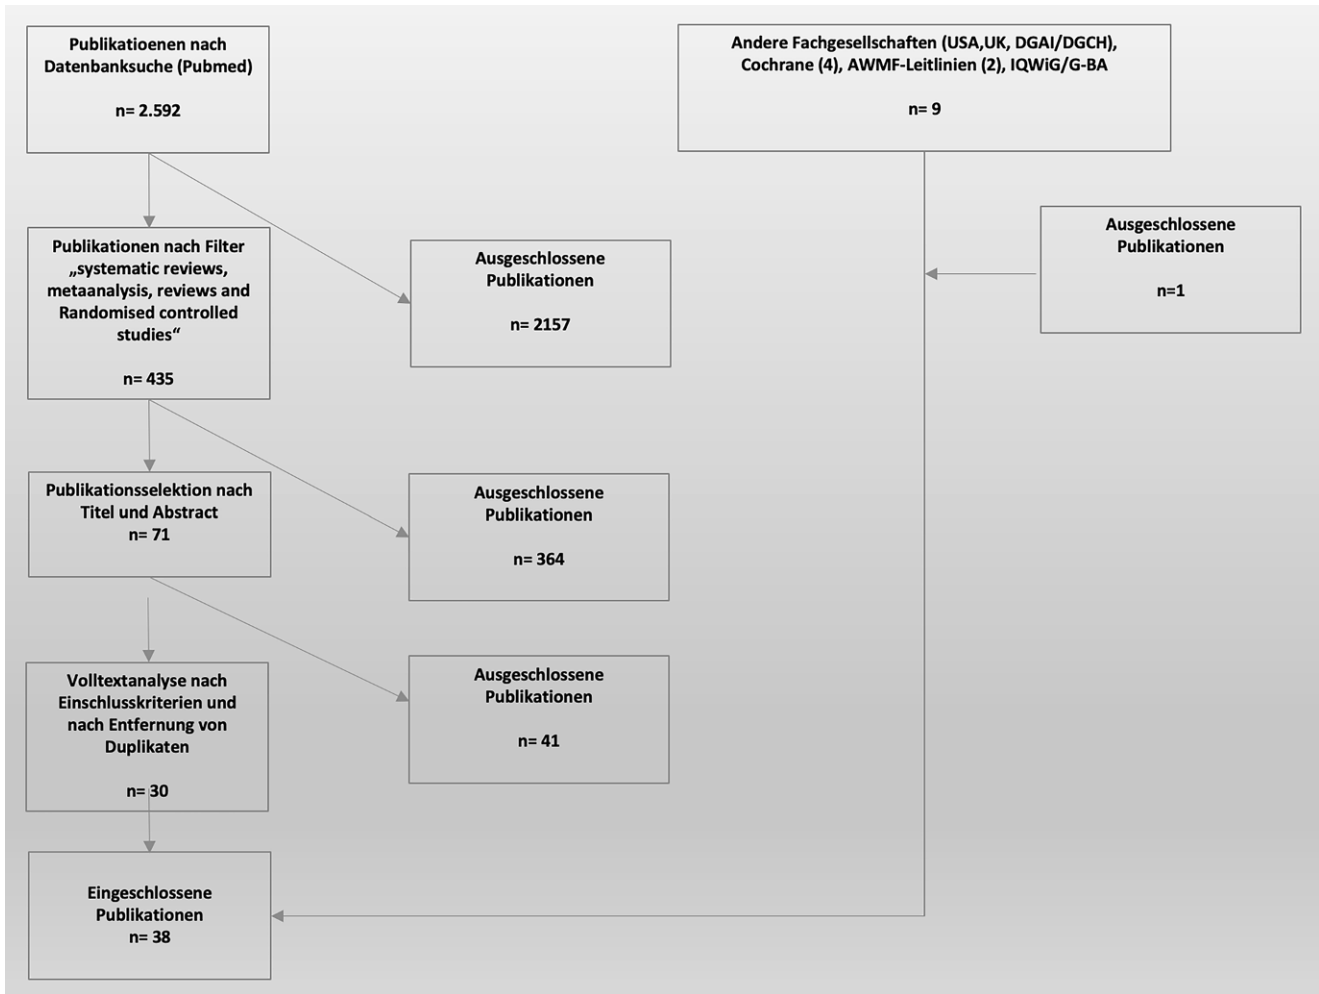 Publikatioenen nach
Datenbanksuche (Pubmed)
n= 2.592
Andere Fachgesellschaften (USA,UK, DGAI/DGCH),
Cochrane (4), AWMF-Leitlinien (2), IQWiG/G-BA
n= 9
Ausgeschlossene
Publikationen
n=1
Publikationen nach Filter
„systematic reviews,
metaanalysis, reviews and
Randomised controlled
studies“
n= 435
Ausgeschlossene
Publikationen
n= 2157
Publikationsselektion nach
Titel und Abstract
n= 71
Ausgeschlossene
Publikationen
n= 364
Volltextanalyse nach
Einschlusskriterien und
nach Entfernung von
Duplikaten
n= 30
Ausgeschlossene
Publikationen
n= 41
Eingeschlossene
Publikationen
n= 38